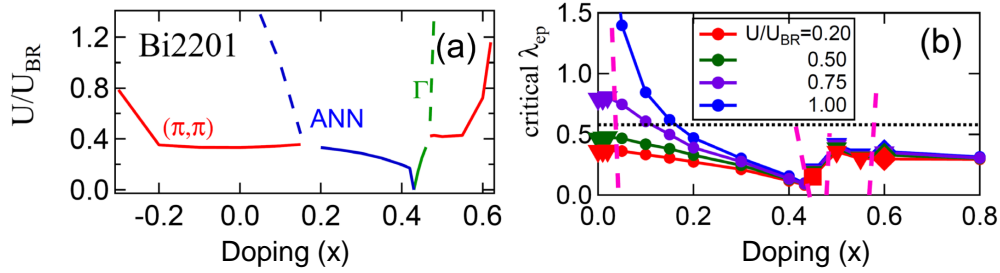 Bi2201
(a)
U/U_BR
1.2
0.8
0.4
0.0
(π,π)
ANN
Γ
-0.2 0.0 0.2 0.4 0.6
Doping (x)
(b)
critical λ_ep
1.5
1.0
0.5
0.0
U/U_BR=0.20
0.50
0.75
1.00
0.0 0.2 0.4 0.6 0.8
Doping (x)